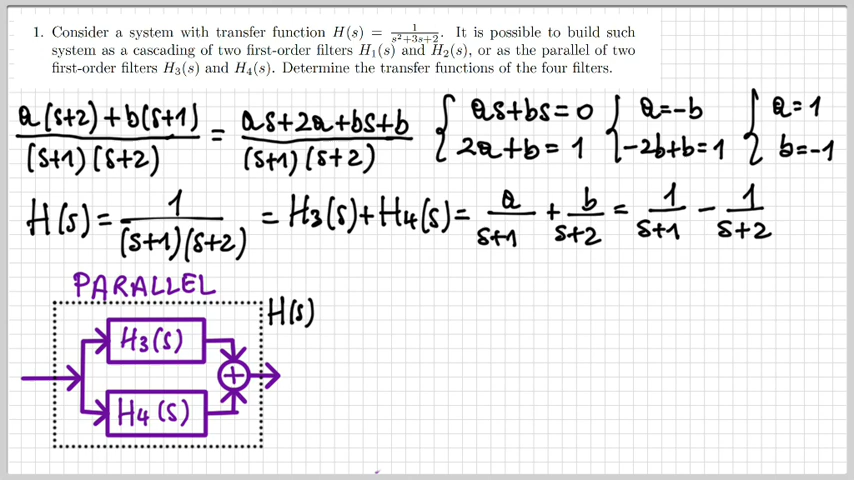 1. Consider a system with transfer function H(s) = 1/(s²+3s+2). It is possible to build such
system as a cascading of two first-order filters H₁(s) and H₂(s), or as the parallel of two
first-order filters H₃(s) and H₄(s). Determine the transfer functions of the four filters.
(a(s+2)+b(s+1))/((s+1)(s+2)) = (as+2a+bs+b)/((s+1)(s+2)) { as+bs=0 2a+b=1 { a=-b -2b+b=1 { a=1 b=-1
H(s)= 1/((s+1)(s+2)) = H₃(s)+H₄(s)= a/(s+1) + b/(s+2) = 1/(s+1) - 1/(s+2)
PARALLEL
H(s)
H₃(s)
+
H₄(s)